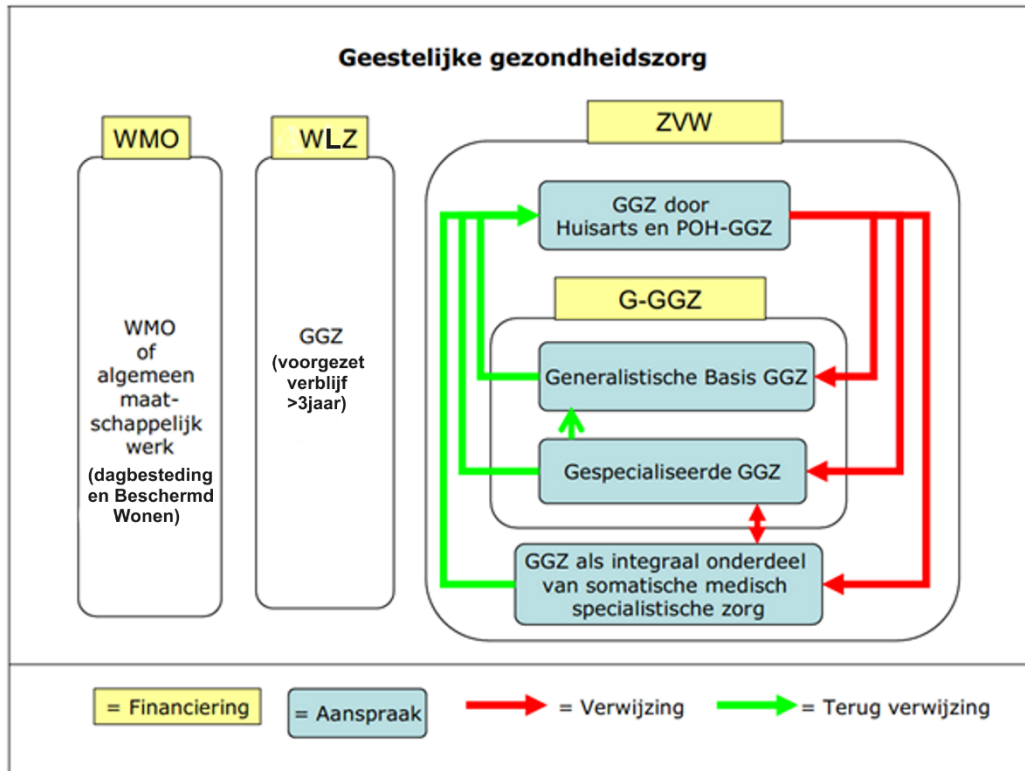 Geestelijke gezondheidszorg
WMO
WMO
of
algemeen
maat-
schappelijk
werk
(dagbesteding
en Beschermd
Wonen)
WLZ
GGZ
(voorgezet
verblijf
>3jaar)
ZVW
GGZ door
Huisarts en POH-GGZ
G-GGZ
Generalistische Basis GGZ
Gespecialiseerde GGZ
GGZ als integraal onderdeel
van somatische medisch
specialistische zorg
= Financiering
= Aanspraak
= Verwijzing
= Terug verwijzing